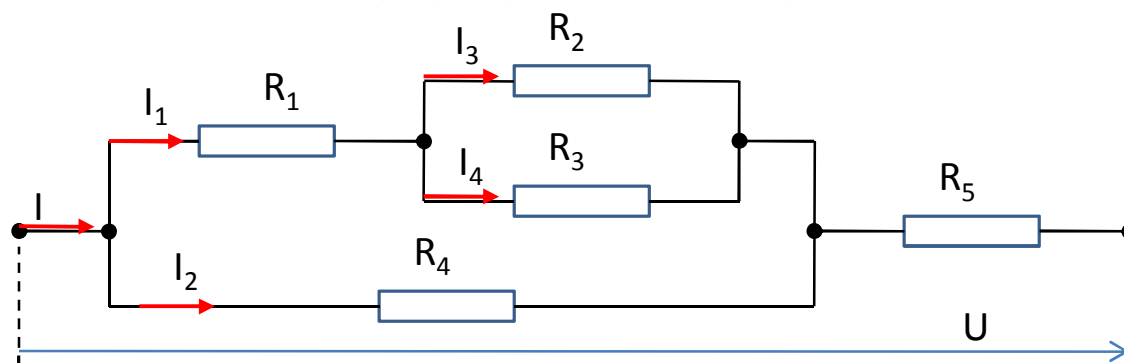 I₃
R₂
I₁
R₁
I₄
R₃
I
R₅
I₂
R₄
U